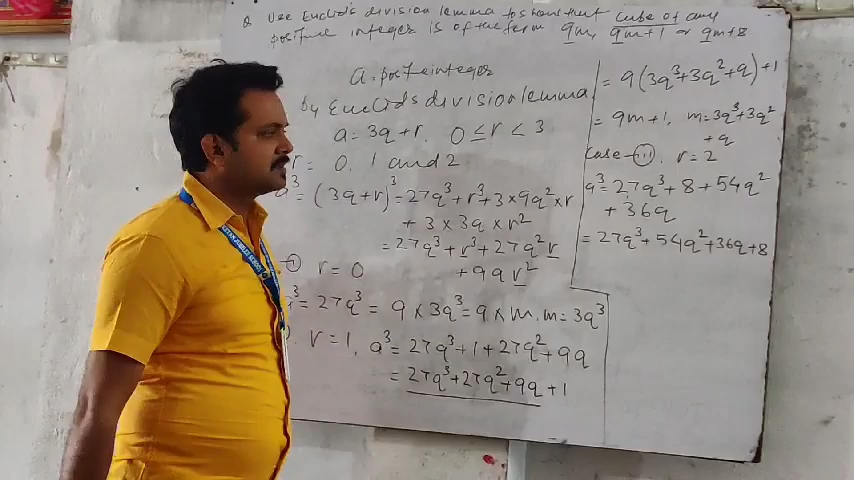 Q Use Euclid's division lemma to show that cube of any
positive integer is of the form 9m, 9m+1 or 9m+8
a = positive integer
by Euclid's division lemma
a = 3q + r, 0 ≤ r < 3
r = 0, 1 and 2
a³ = (3q+r)³ = 27q³ + r³ + 3×9q²×r
+ 3×3q×r²
= 27q³ + r³ + 27q²r
+ 9qr²
r = 0
a³ = 27q³ = 9×3q³ = 9×m. m = 3q³
r = 1, a³ = 27q³ + 1 + 27q² + 9q
= 27q³ + 27q² + 9q + 1
= 9(3q³ + 3q² + q) + 1
= 9m + 1, m = 3q³ + 3q²
+ q
Case-(iii). r = 2
a³ = 27q³ + 8 + 54q²
+ 36q
= 27q³ + 54q² + 36q + 8